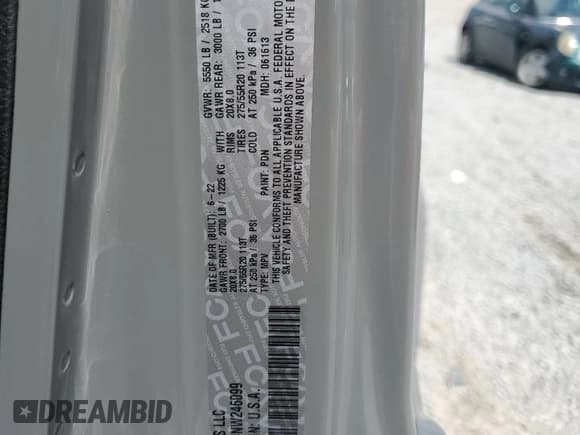 S LLC
DATE OF MFR (BUILT): 6-22 GVWR: 5550 LB / 2518 KG
GAWR FRONT: 2700 LB / 1225 KG WITH GAWR REAR: 3000 LB /
20X8.0 RIMS 20X8.0
275/55R20 113T TIRES 275/55R20 113T
AT 250 kPa / 36 PSI COLD AT 250 kPa / 36 PSI
TYPE: MPV PAINT: PDN MDH: 061613
THIS VEHICLE CONFORMS TO ALL APPLICABLE U.S.A. FEDERAL MOTOR
SAFETY AND THEFT PREVENTION STANDARDS IN EFFECT ON THE
MANUFACTURE SHOWN ABOVE.
NW246099
U.S.A.
DEALER IMPORT